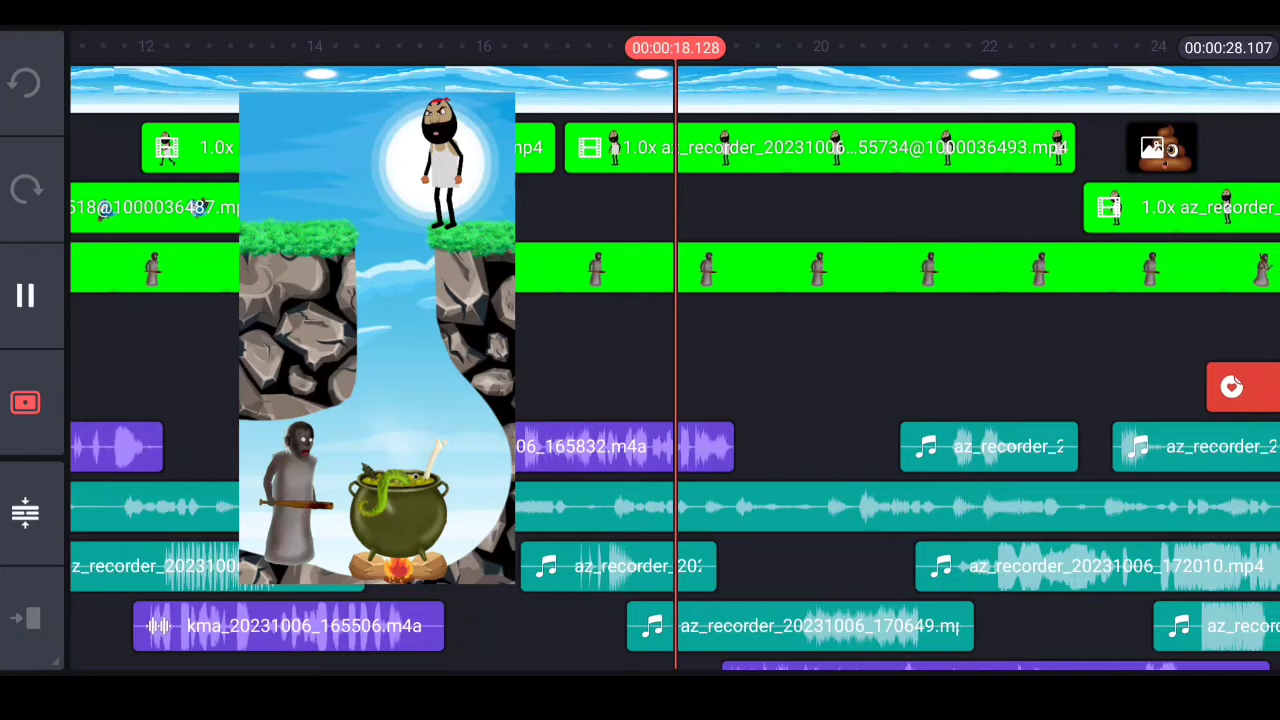 12
14
16
00:00:18.128
20
22
24
00:00:28.107
1.0x
mp4
1.0x az_recorder_20231006...55734@1000036493.mp4
518@1000036487.mp
1.0x az_recorder_
06_165832.m4a
az_recorder_2
az_recorder_2
z_recorder_2023100
az_recorder_202
az_recorder_20231006_172010.mp4
kma_20231006_165506.m4a
az_recorder_20231006_170649.mp
az_record